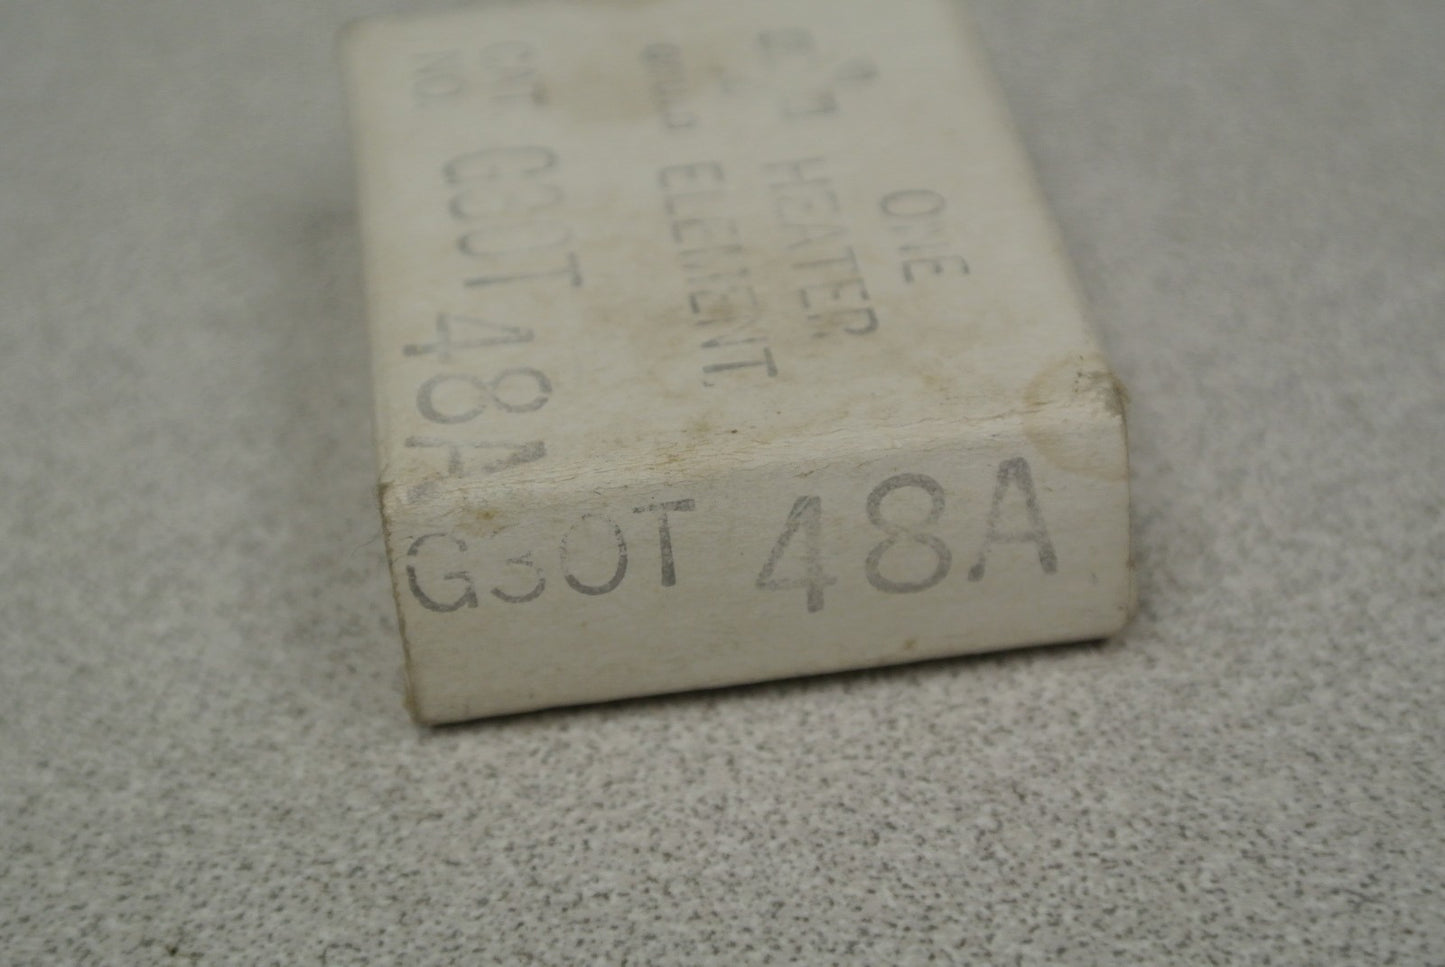 ONE
HEATER
ELEMENT
CAT. G30T 48A
NO.
G30T 48A